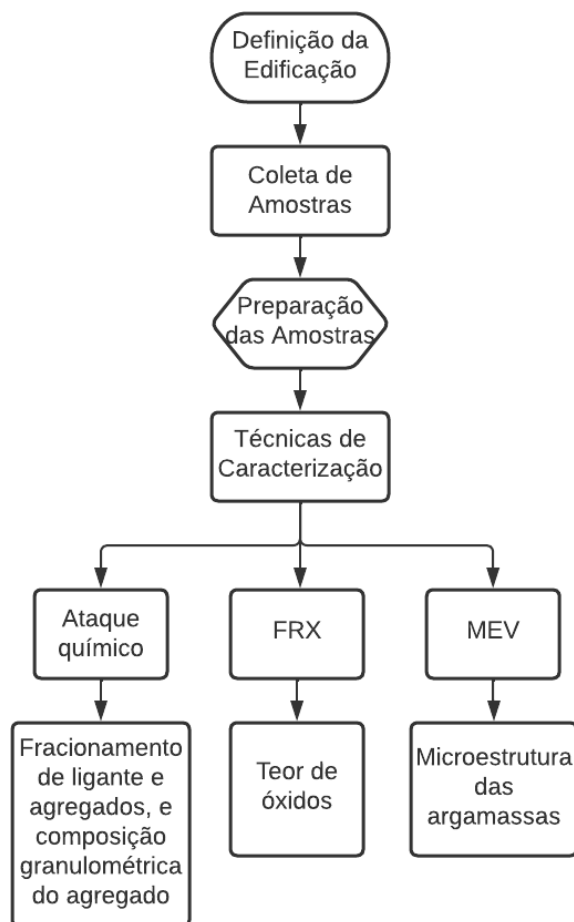 Definição da
Edificação
Coleta de
Amostras
Preparação
das Amostras
Técnicas de
Caracterização
Ataque
químico
FRX
MEV
Fracionamento
de ligante e
agregados, e
composição
granulométrica
do agregado
Teor de
óxidos
Microestrutura
das
argamassas